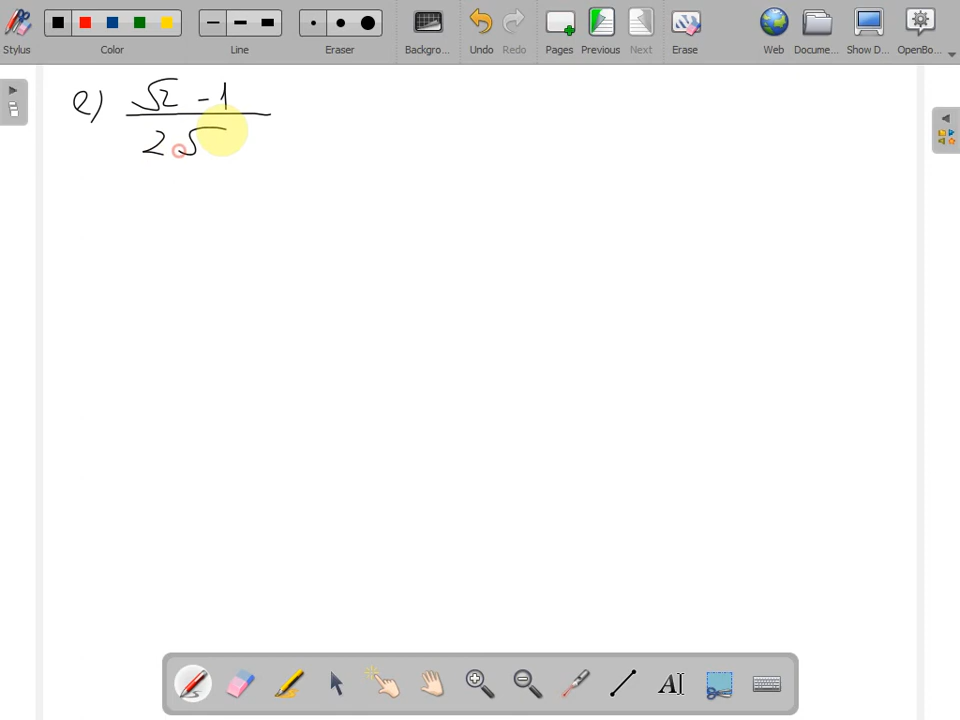 Stylus
Color
Line
Eraser
Backgro...
Undo
Redo
Pages
Previous
Next
Erase
Web
Docume...
Show D...
OpenBo...
e) √2 - 1
2√
A